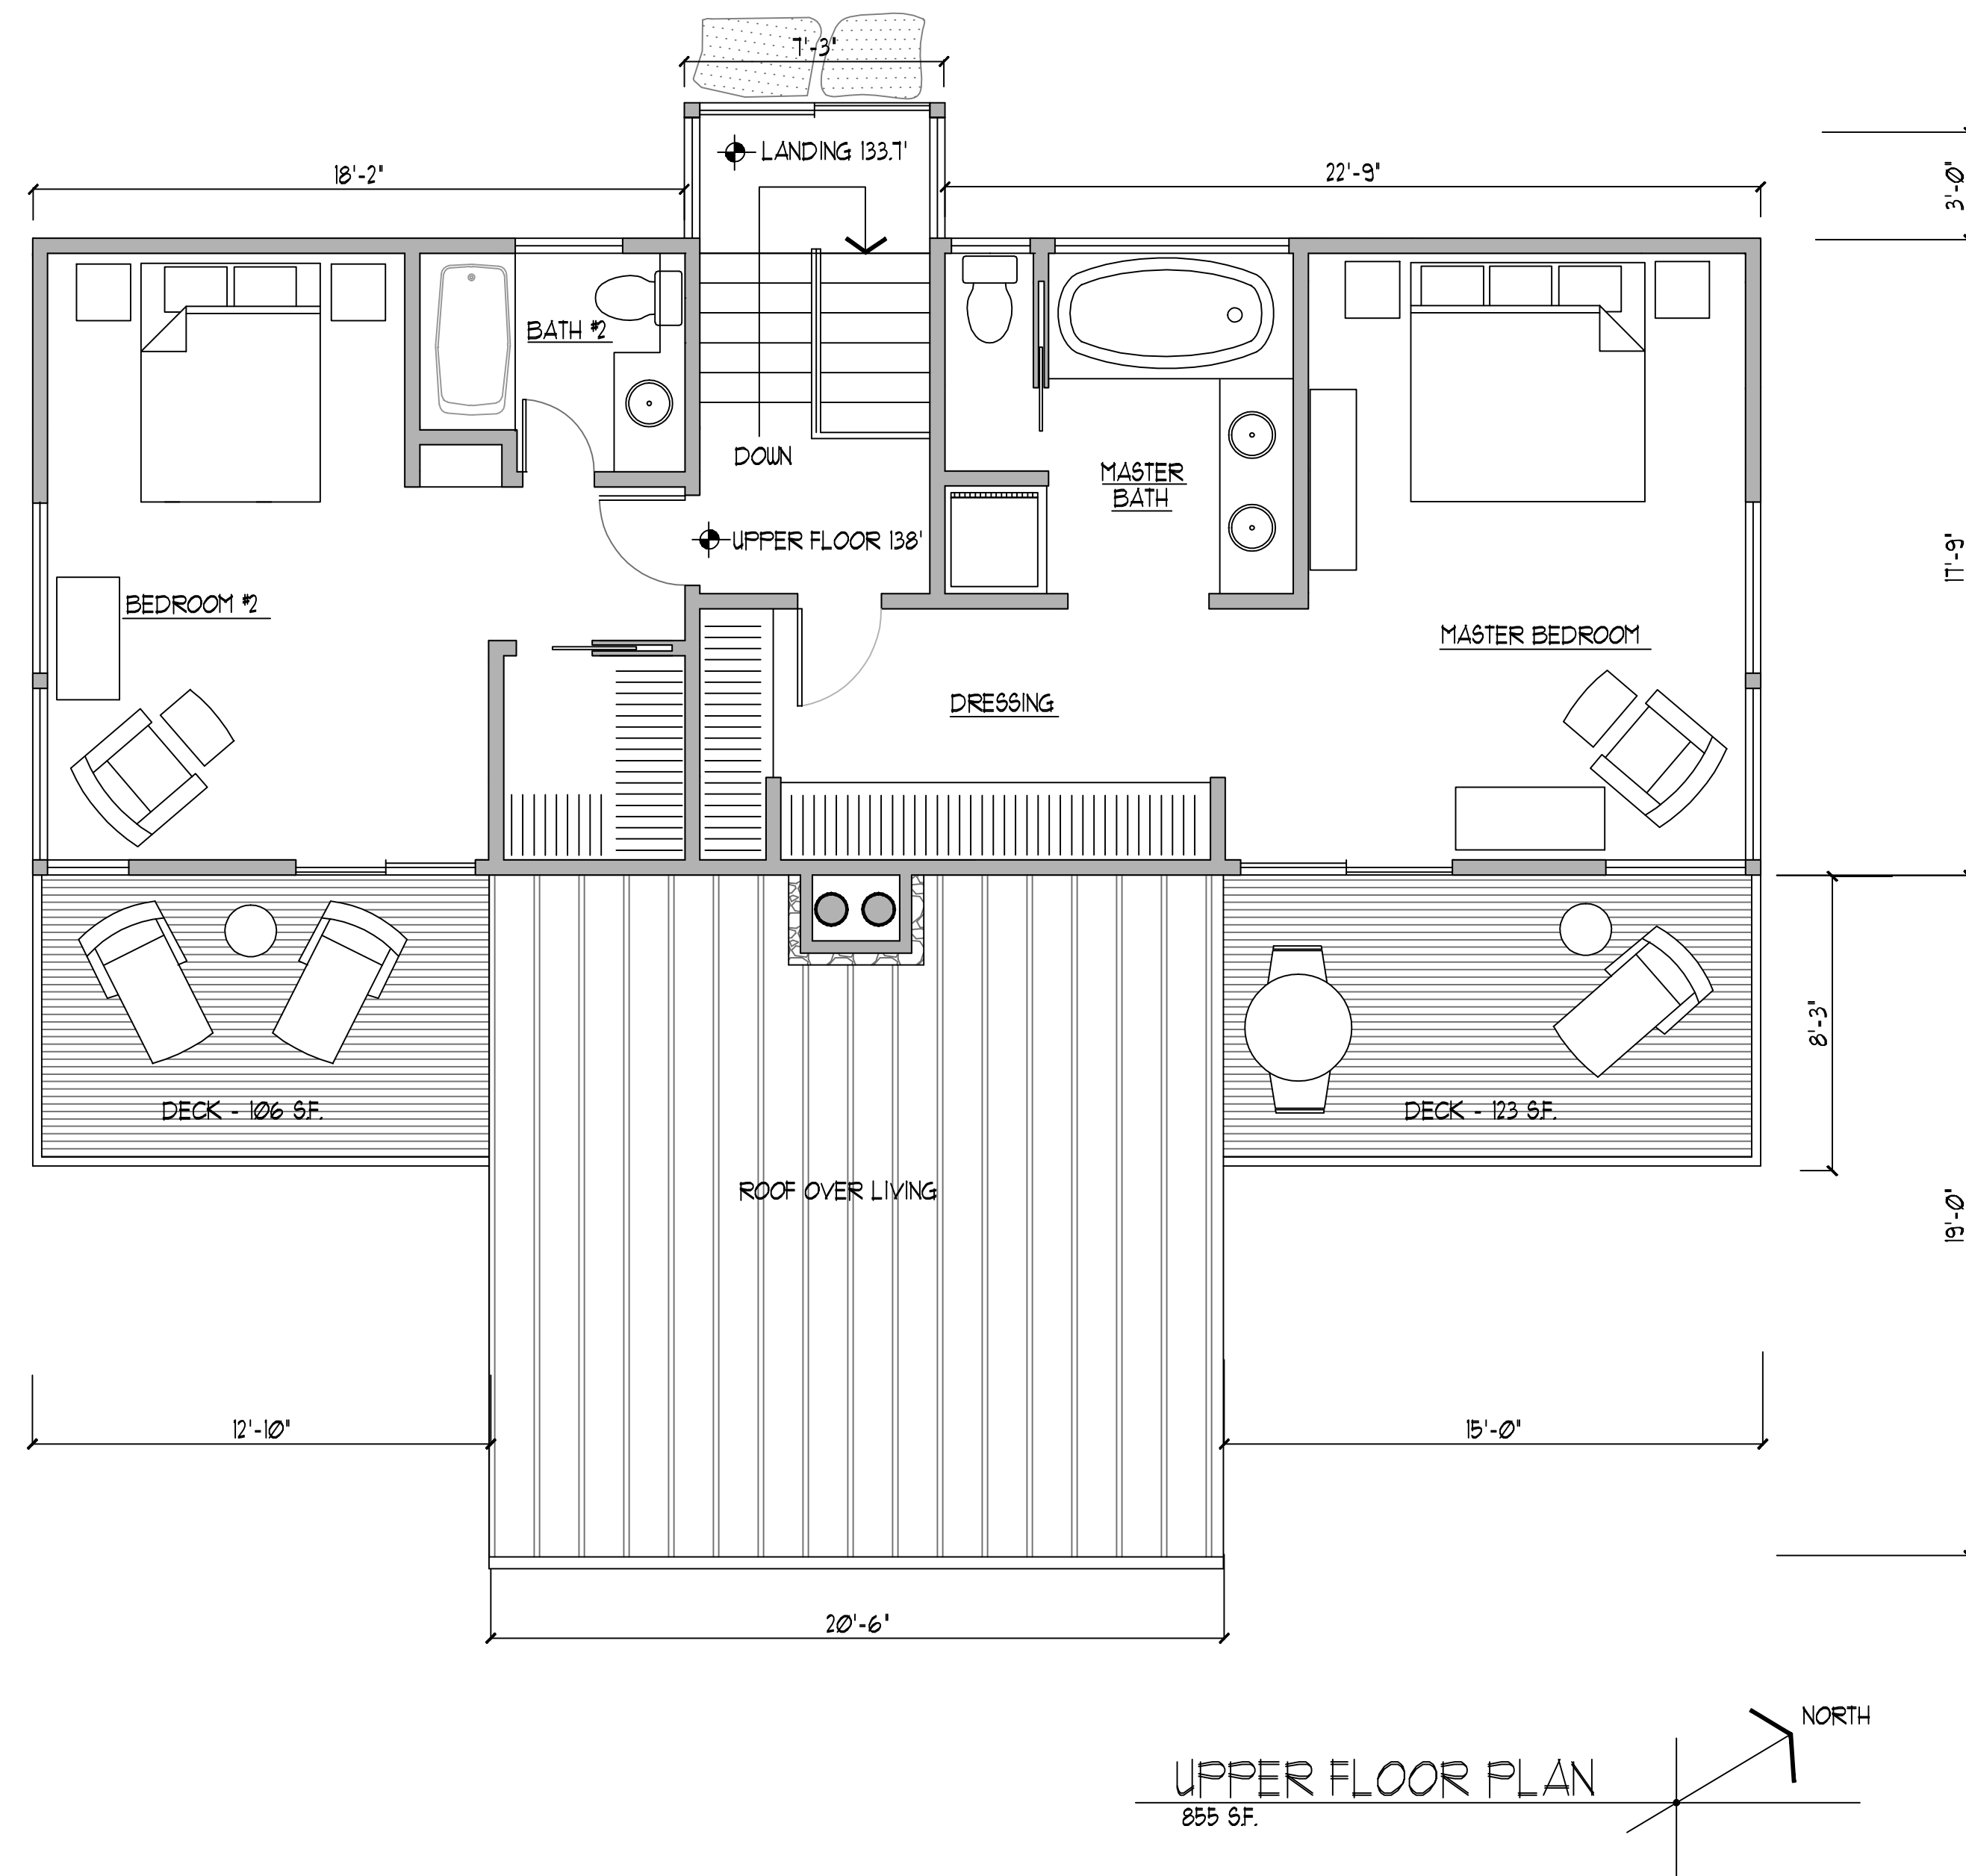 7'-3"
LANDING 133.7'
18'-2"
22'-9"
3'-0"
BATH #2
DOWN
MASTER
BATH
UPPER FLOOR 138'
17'-9"
BEDROOM #2
MASTER BEDROOM
DRESSING
8'-3"
DECK - 106 S.F.
DECK - 123 S.F.
ROOF OVER LIVING
19'-0"
12'-10"
15'-0"
20'-6"
NORTH
UPPER FLOOR PLAN
855 S.F.